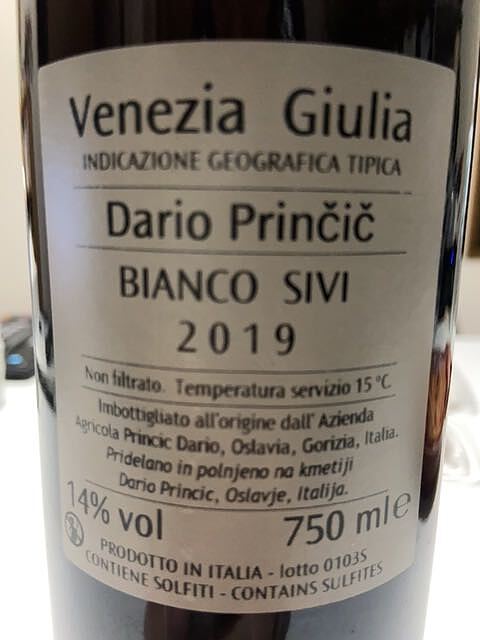 Venezia Giulia
INDICAZIONE GEOGRAFICA TIPICA
Dario Prinčič
BIANCO SIVI
2019
Non filtrato. Temperatura servizio 15 °C.
Imbottigliato all'origine dall' Azienda
Agricola Princic Dario, Oslavia, Gorizia, Italia.
Pridelano in polnjeno na kmetiji
Dario Princic, Oslavje, Italija.
14% vol 750 ml e
PRODOTTO IN ITALIA - lotto 0103S
CONTIENE SOLFITI - CONTAINS SULFITES